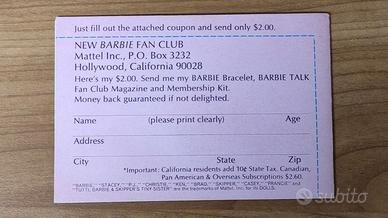 Just fill out the attached coupon and send only $2.00.
NEW BARBIE FAN CLUB
Mattel Inc., P.O. Box 3232
Hollywood, California 90028
Here's my $2.00. Send me my BARBIE Bracelet, BARBIE TALK
Fan Club Magazine and Membership Kit.
Money back guaranteed if not delighted.
Name (please print clearly) Age
Address
City State Zip
*Important: California residents add 10¢ State Tax. Canadian,
Pan American & Overseas Subscriptions $2.60.
"BARBIE," "STACEY," "P.J.," "CHRISTIE," "KEN," "BRAD," "SKIPPER," "CASEY," "FRANCIE" and
"TUTTI, BARBIE & SKIPPER'S TINY SISTER" are the trademarks of Mattel, Inc. for its DOLLS.
subito